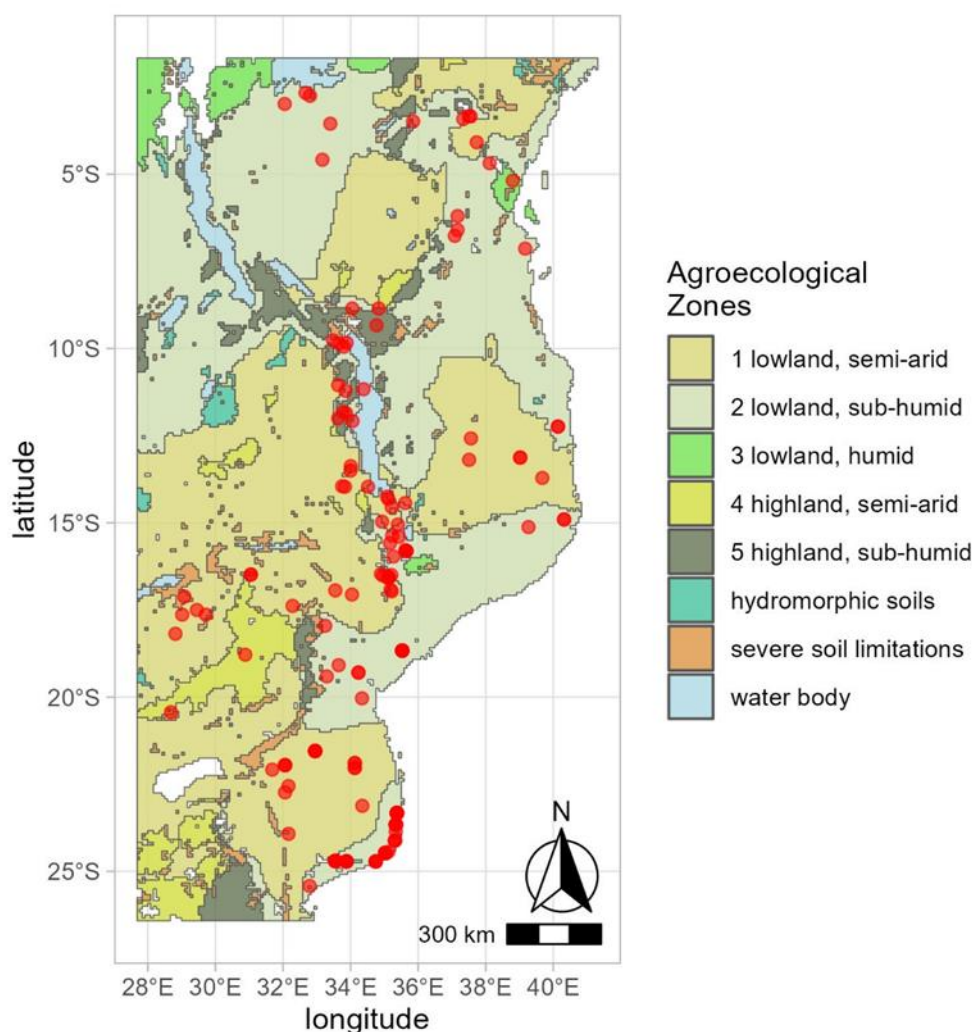 latitude
5°S
10°S
15°S
20°S
25°S
N
300 km
28°E 30°E 32°E 34°E 36°E 38°E 40°E
longitude
Agroecological
Zones
1 lowland, semi-arid
2 lowland, sub-humid
3 lowland, humid
4 highland, semi-arid
5 highland, sub-humid
hydromorphic soils
severe soil limitations
water body